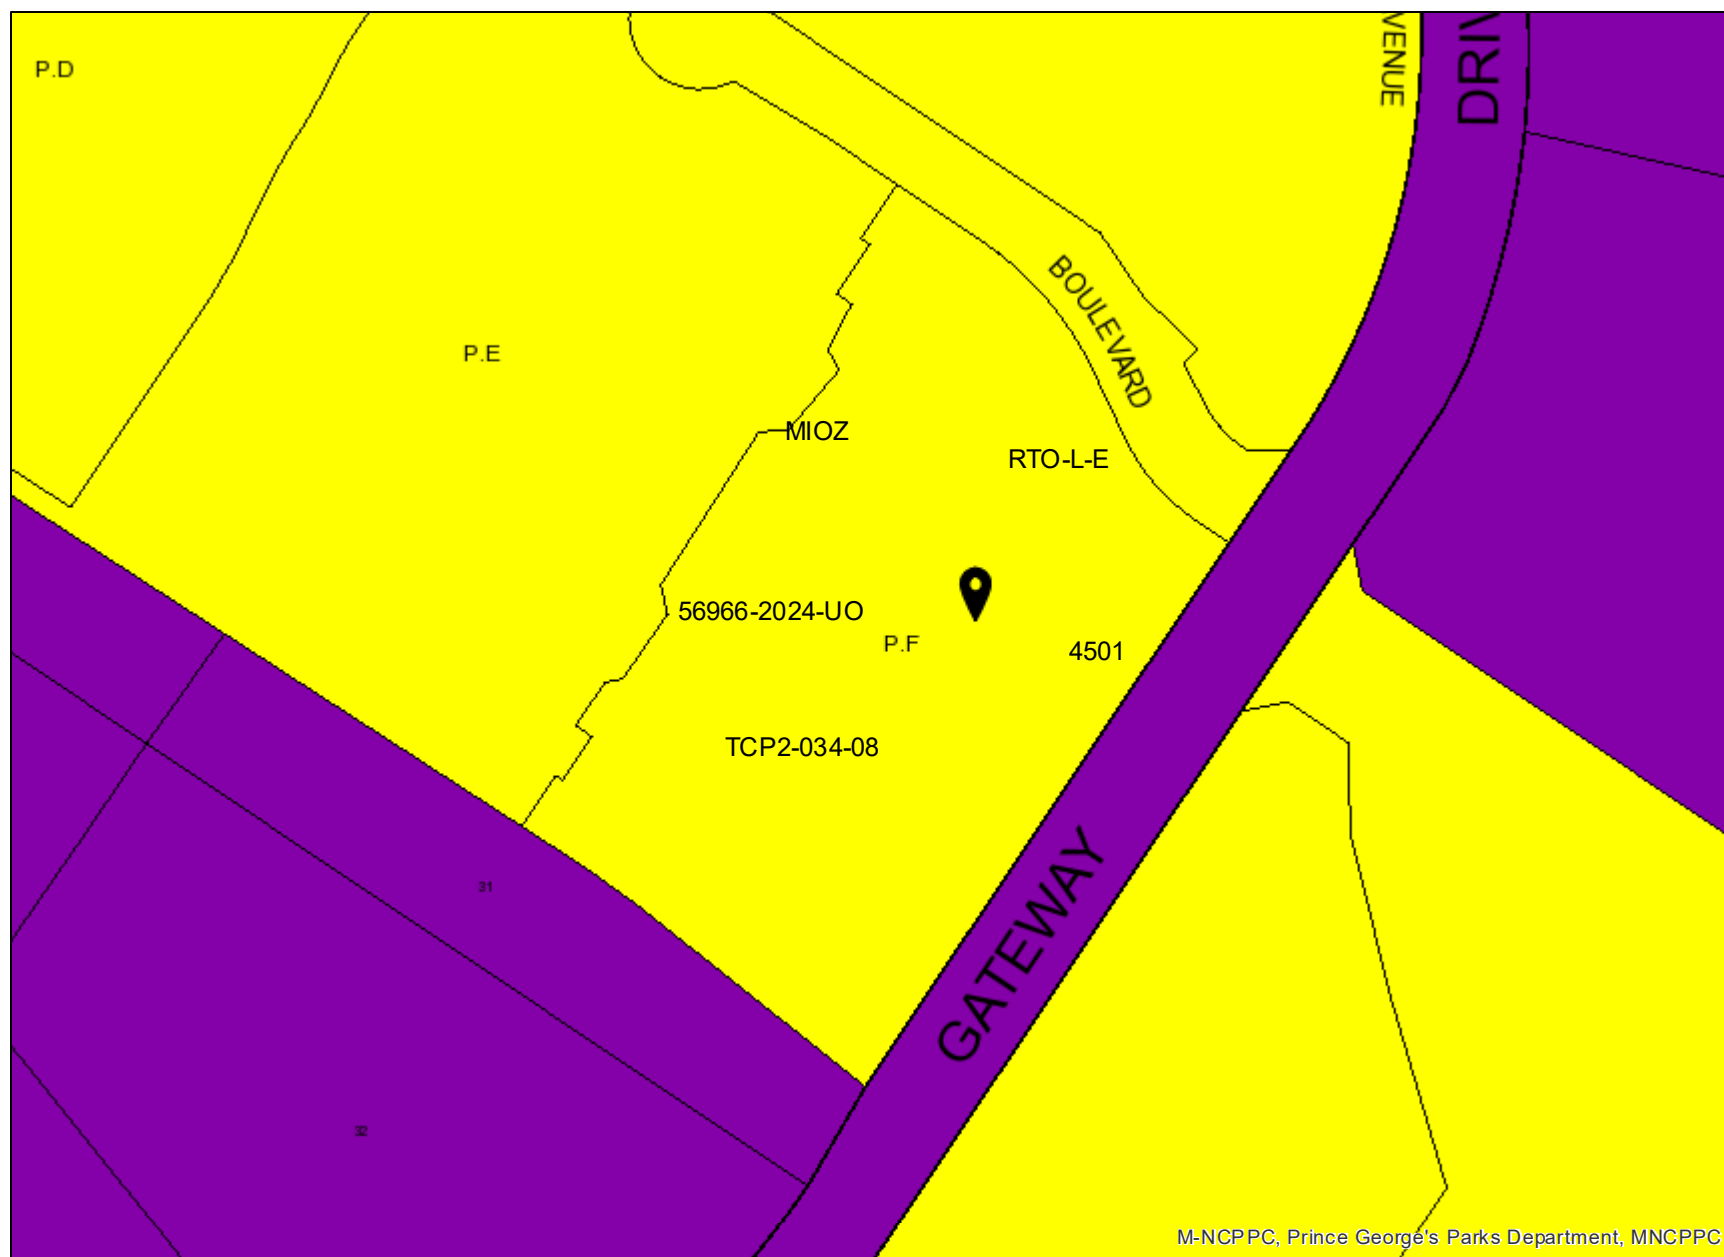 P.D
VENUE
DRIV
BOULEVARD
P.E
MIOZ
RTO-L-E
56966-2024-UO
P.F
4501
TCP2-034-08
31
GATEWAY
32
M-NCPPC, Prince George's Parks Department, MNCPPC